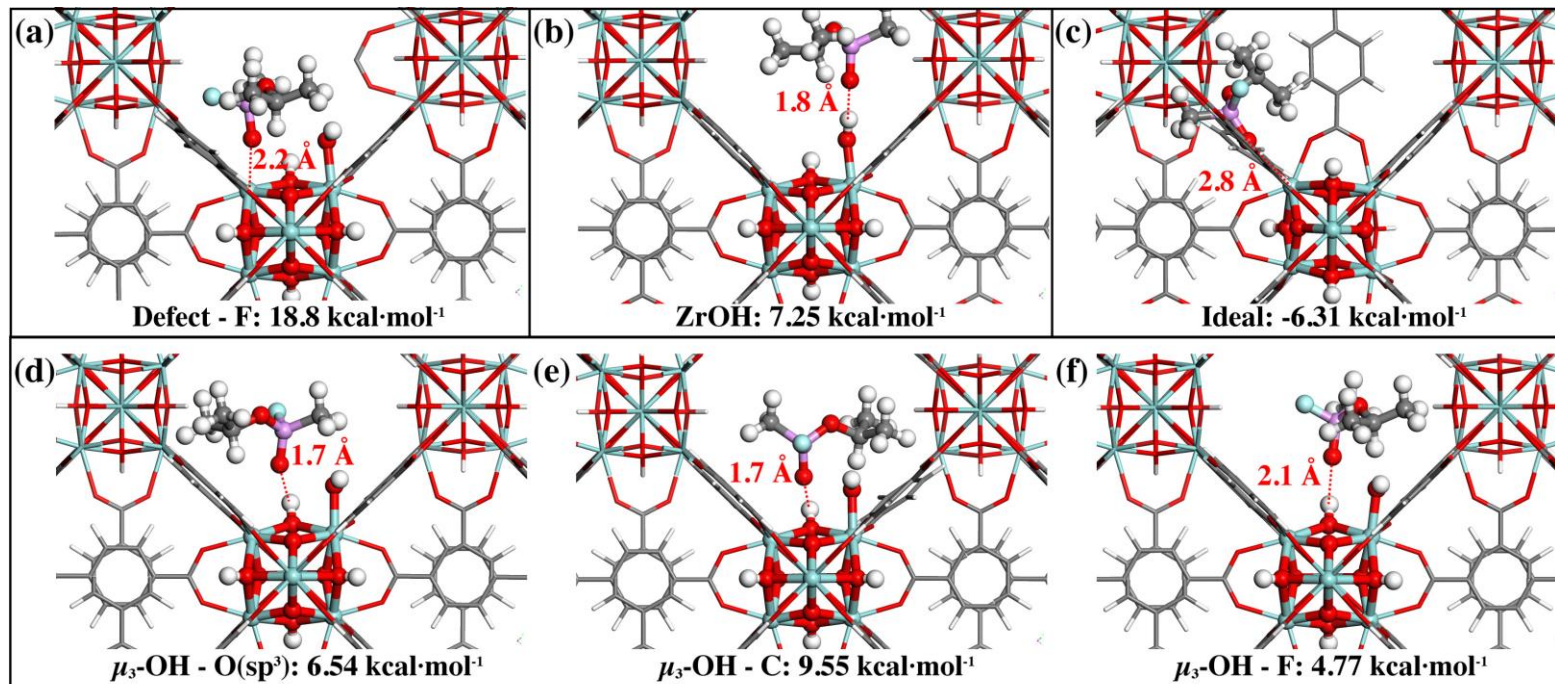 (a)
2.2 Å
Defect - F: 18.8 kcal·mol⁻¹
(b)
1.8 Å
ZrOH: 7.25 kcal·mol⁻¹
(c)
2.8 Å
Ideal: -6.31 kcal·mol⁻¹
(d)
1.7 Å
μ₃-OH - O(sp³): 6.54 kcal·mol⁻¹
(e)
1.7 Å
μ₃-OH - C: 9.55 kcal·mol⁻¹
(f)
2.1 Å
μ₃-OH - F: 4.77 kcal·mol⁻¹